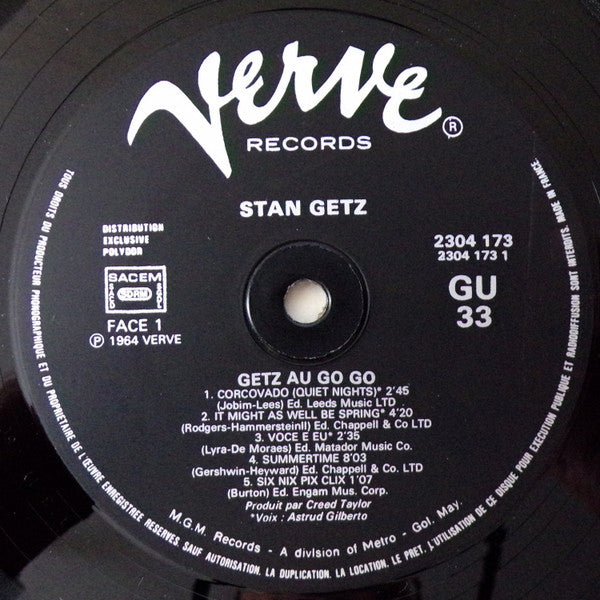 Verve
®
RECORDS
STAN GETZ
DISTRIBUTION
EXCLUSIVE
POLYDOR
2304 173
2304 173 1
SACEM
SACD
SDRM
SGDL
GU
33
FACE 1
Ⓟ 1964 VERVE
GETZ AU GO GO
1. CORCOVADO (QUIET NIGHTS)* 2'45
(Jobim-Lees) Ed. Leeds Music LTD
2. IT MIGHT AS WELL BE SPRING* 4'20
(Rodgers-HammersteinII) Ed. Chappell & Co LTD
3. VOCE E EU* 2'35
(Lyra-De Moraes) Ed. Matador Music Co.
5. SUMMERTIME 8'03
(Gershwin-Heyward) Ed. Chappell & Co. LTD
5. SIX NIX PIX CLIX 1'07
(Burton) Ed. Engam Mus. Corp.
Produit par Creed Taylor
*Voix : Astrud Gilberto
M.G.M. Records - A division of Metro - Gol. May.
TOUS DROITS DU PRODUCTEUR PHONOGRAPHIQUE ET DU PROPRIETAIRE DE L'ŒUVRE ENREGISTREE RESERVES. SAUF AUTORISATION, LA DUPLICATION, LA LOCATION, LE PRET, L'UTILISATION DE CE DISQUE POUR EXECUTION PUBLIQUE ET RADIODIFFUSION SONT INTERDITS. MADE IN FRANCE.